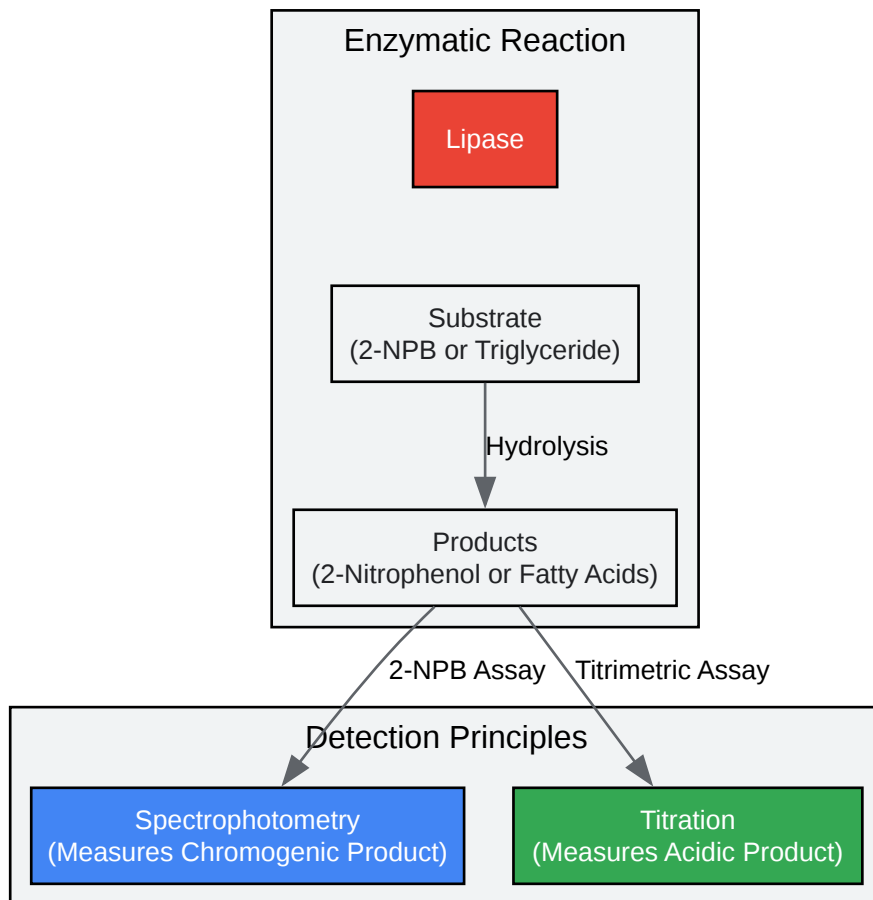 Enzymatic Reaction
Lipase
Substrate
(2-NPB or Triglyceride)
Hydrolysis
Products
(2-Nitrophenol or Fatty Acids)
2-NPB Assay
Titrimetric Assay
Detection Principles
Spectrophotometry
(Measures Chromogenic Product)
Titration
(Measures Acidic Product)